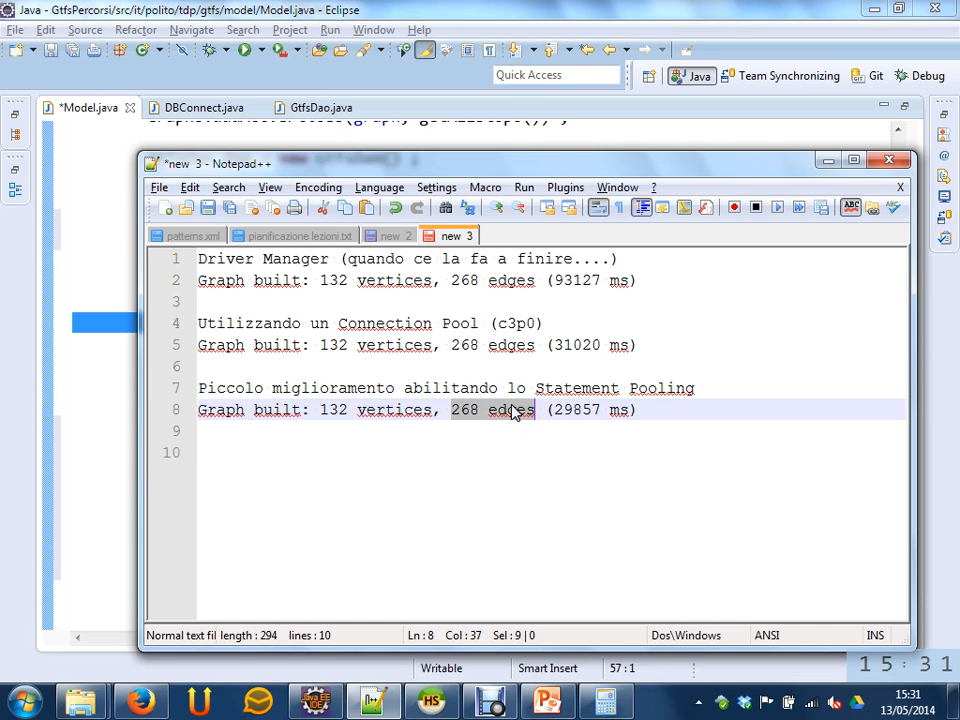 Java - GtfsPercorsi/src/it/polito/tdp/gtfs/model/Model.java - Eclipse
File Edit Source Refactor Navigate Search Project Run Window Help
Quick Access
Java Team Synchronizing Git Debug
*Model.java DBConnect.java GtfsDao.java
*new 3 - Notepad++
File Edit Search View Encoding Language Settings Macro Run Plugins Window ? X
patterns.xml pianificazione lezioni.txt new 2 new 3
1 Driver Manager (quando ce la fa a finire....)
2 Graph built: 132 vertices, 268 edges (93127 ms)
3
4 Utilizzando un Connection Pool (c3p0)
5 Graph built: 132 vertices, 268 edges (31020 ms)
6
7 Piccolo miglioramento abilitando lo Statement Pooling
8 Graph built: 132 vertices, 268 edges (29857 ms)
9
10
Normal text fil length : 294 lines : 10 Ln : 8 Col : 37 Sel : 9 | 0 Dos\Windows ANSI INS
Writable Smart Insert 57 : 1
15:31
15:31
13/05/2014